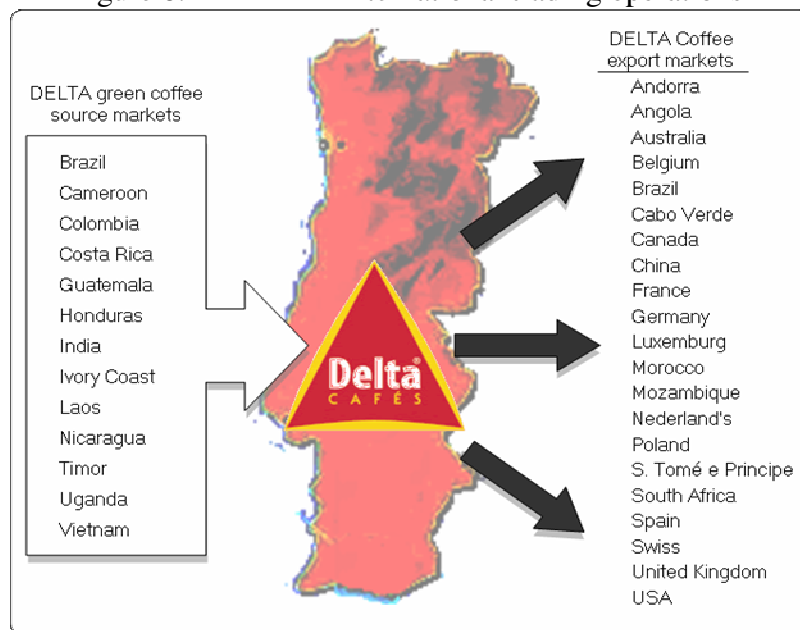 DELTA green coffee
source markets
Brazil
Cameroon
Colombia
Costa Rica
Guatemala
Honduras
India
Ivory Coast
Laos
Nicaragua
Timor
Uganda
Vietnam
Delta
CAFÉS
DELTA Coffee
export markets
Andorra
Angola
Australia
Belgium
Brazil
Cabo Verde
Canada
China
France
Germany
Luxemburg
Morocco
Mozambique
Nederland's
Poland
S. Tomé e Principe
South Africa
Spain
Swiss
United Kingdom
USA